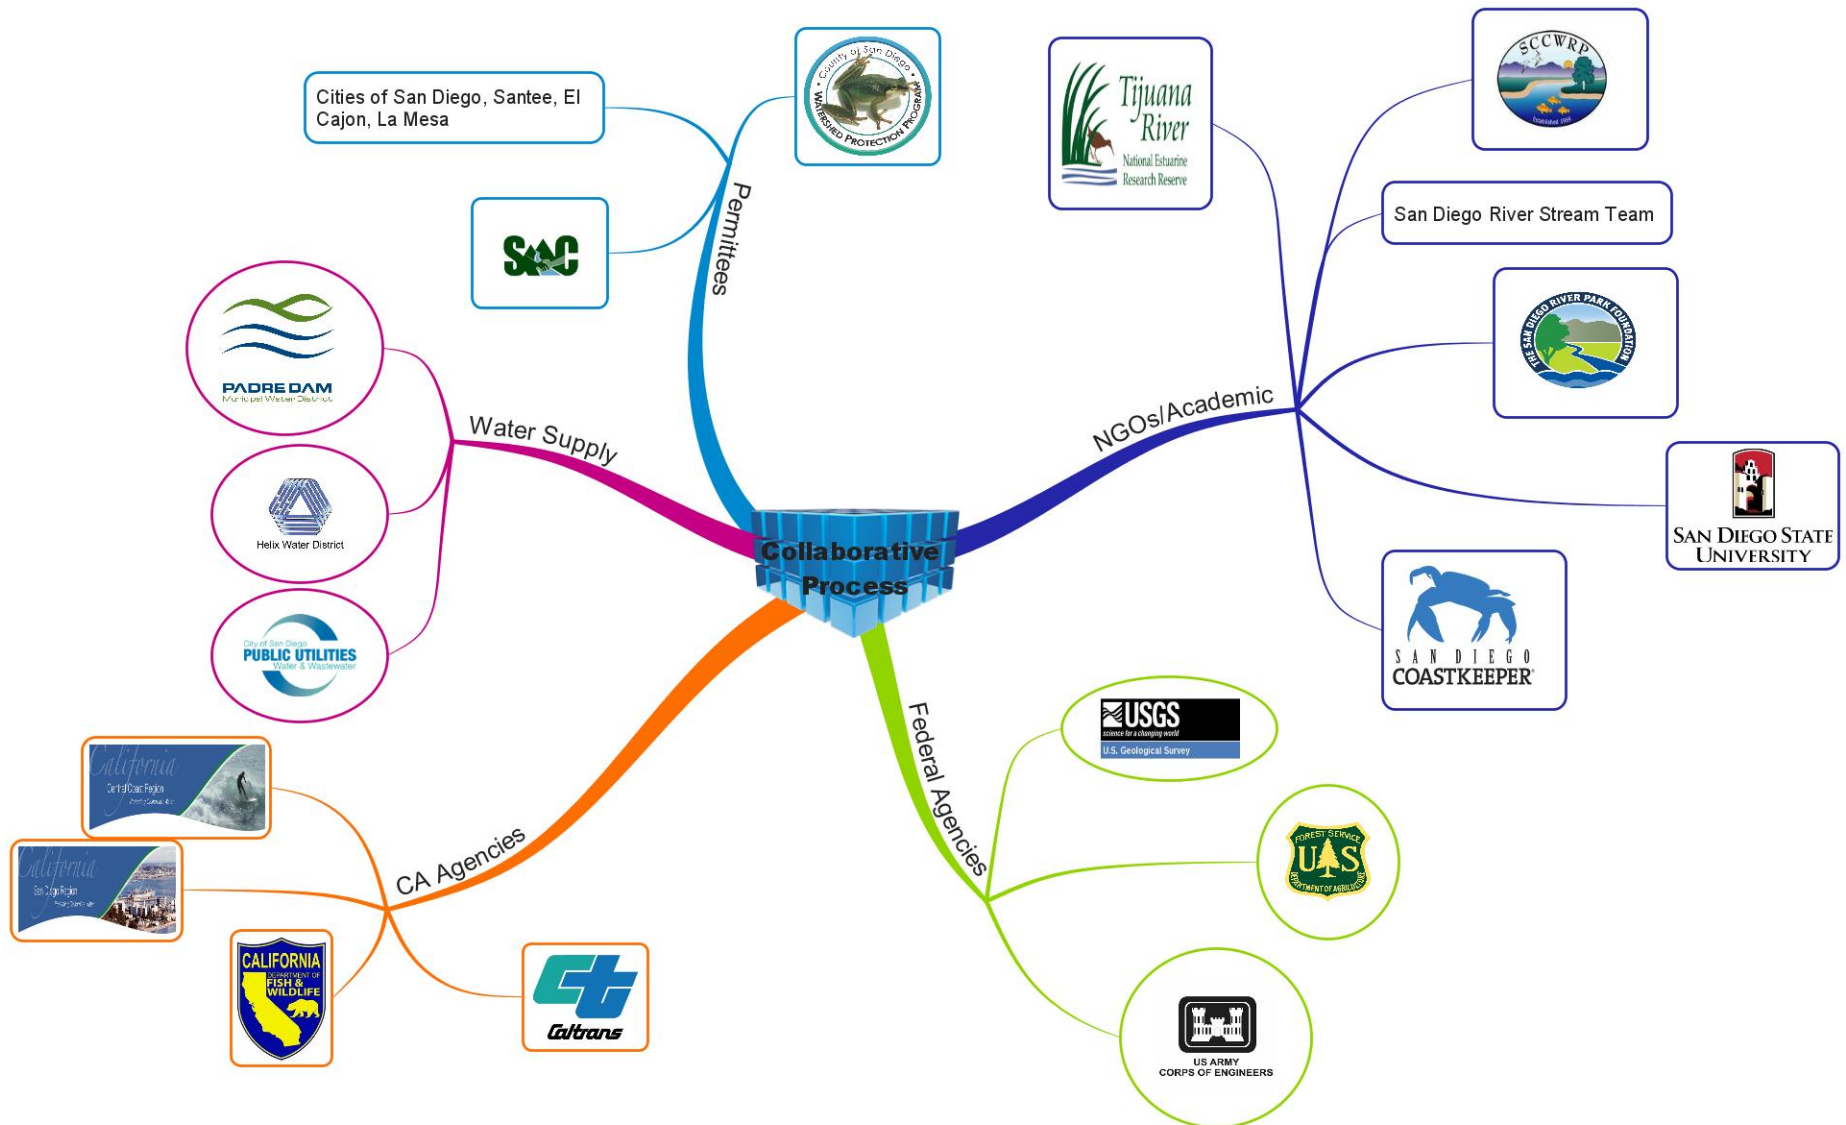 Cities of San Diego, Santee, El
Cajon, La Mesa
County of San Diego
WATERSHED PROTECTION PROGRAM
SMC
Permittees
Tijuana
River
National Estuarine
Research Reserve
SCCWRP
Established 1969
San Diego River Stream Team
THE SAN DIEGO RIVER PARK FOUNDATION
SAN DIEGO STATE
UNIVERSITY
SAN DIEGO
COASTKEEPER
NGOs/Academic
PADRE DAM
Municipal Water District
Helix Water District
City of San Diego
PUBLIC UTILITIES
Water & Wastewater
Water Supply
Collaborative
Process
California
Central Coast Region
California
San Diego Region
CALIFORNIA
DEPARTMENT OF
FISH &
WILDLIFE
Caltrans
CA Agencies
Federal Agencies
USGS
science for a changing world
U.S. Geological Survey
FOREST SERVICE
U S
DEPARTMENT OF AGRICULTURE
US ARMY
CORPS OF ENGINEERS